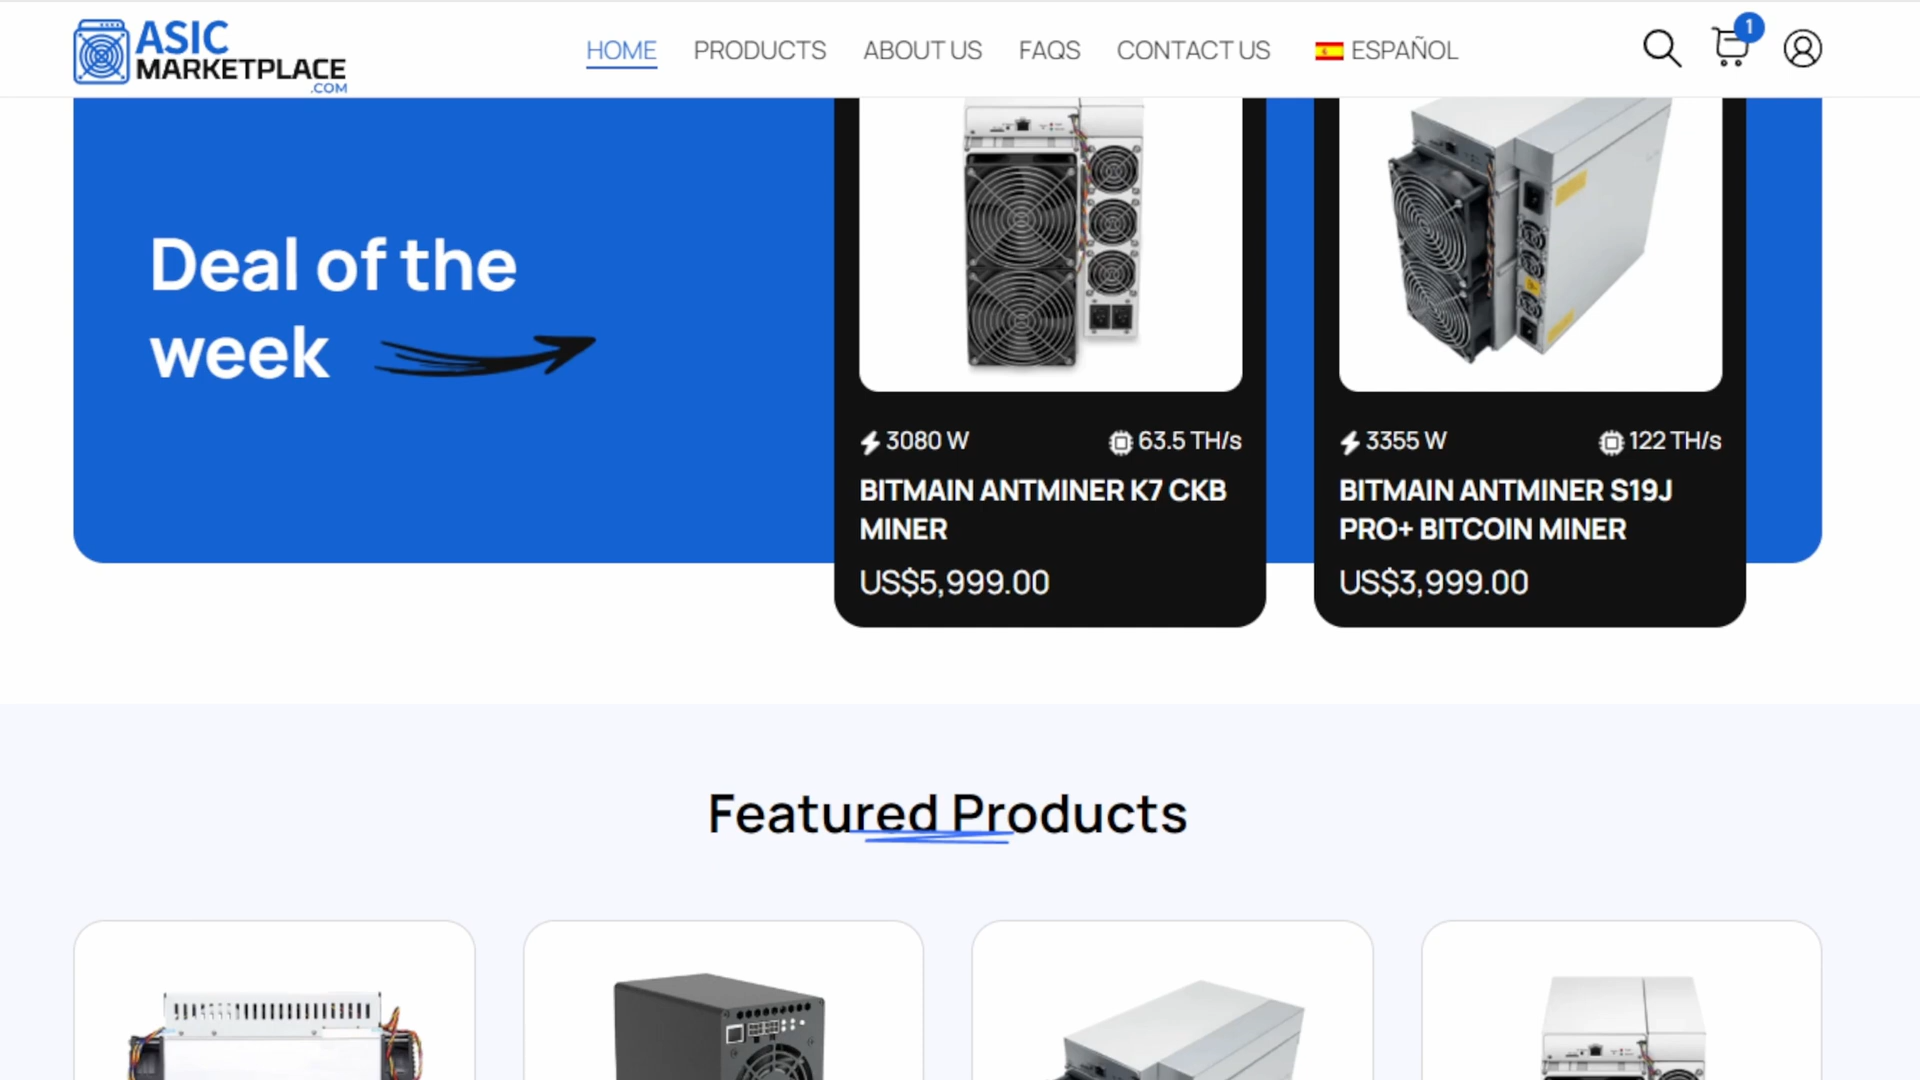 ASIC
MARKETPLACE
.COM
HOME PRODUCTS ABOUT US FAQS CONTACT US ESPAÑOL
1
Deal of the
week
3080 W 63.5 TH/s
BITMAIN ANTMINER K7 CKB
MINER
US$5,999.00
3355 W 122 TH/s
BITMAIN ANTMINER S19J
PRO+ BITCOIN MINER
US$3,999.00
Featured Products